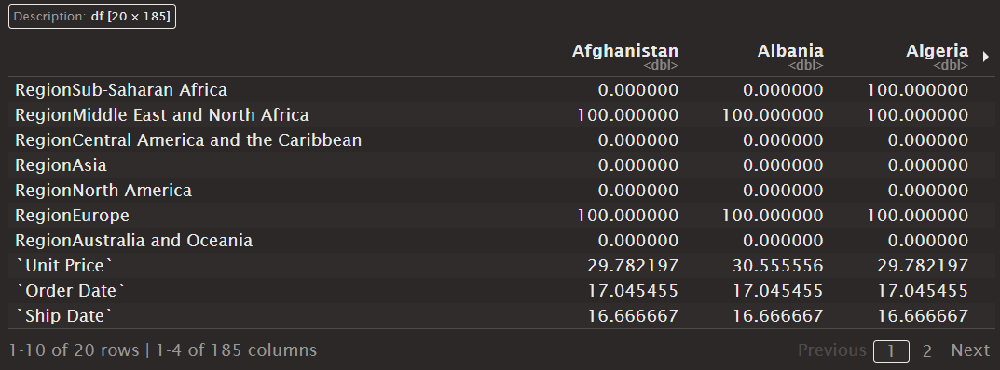 Description: df [20 × 185]
Afghanistan Albania Algeria
<dbl> <dbl> <dbl>
RegionSub-Saharan Africa 0.000000 0.000000 100.000000
RegionMiddle East and North Africa 100.000000 100.000000 100.000000
RegionCentral America and the Caribbean 0.000000 0.000000 0.000000
RegionAsia 0.000000 0.000000 0.000000
RegionNorth America 0.000000 0.000000 0.000000
RegionEurope 100.000000 100.000000 100.000000
RegionAustralia and Oceania 0.000000 0.000000 0.000000
`Unit Price` 29.782197 30.555556 29.782197
`Order Date` 17.045455 17.045455 17.045455
`Ship Date` 16.666667 16.666667 16.666667
1-10 of 20 rows | 1-4 of 185 columns Previous 1 2 Next